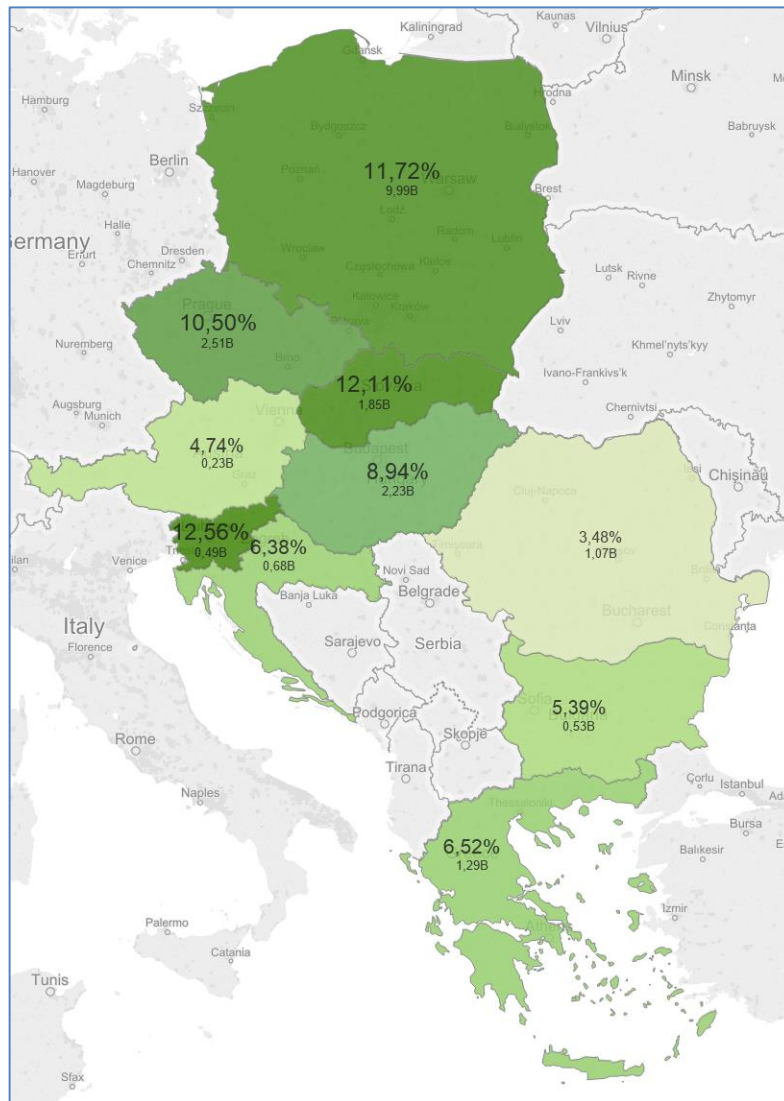 Kaliningrad
Kaunas
Vilnius
Gdańsk
Minsk
Hamburg
Szczecin
Hrodna
Bydgoszcz
Białystok
Babruysk
Berlin
Hanover
Poznań
11,72%
9,99B
Warsaw
Brest
Magdeburg
Łódź
Halle
Radom
Lublin
Germany
Dresden
Wrocław
Erfurt
Chemnitz
Częstochowa
Kielce
Lutsk
Rivne
Katowice
Kraków
Zhytomyr
Prague
10,50%
2,51B
Ostrava
Lviv
Nuremberg
Brno
Khmel'nyts'kyy
Ivano-Frankivs'k
12,11%
1,85B
Augsburg
Munich
Vienna
Chernivtsi
4,74%
0,23B
Budapest
8,94%
2,23B
Graz
Iași
Chișinău
Cluj-Napoca
12,56%
0,49B
6,38%
0,68B
3,48%
1,07B
Timișoara
Venice
Novi Sad
Banja Luka
Belgrade
Bucharest
Constanța
Italy
Florence
Sarajevo
Serbia
5,39%
0,53B
Sofia
Podgorica
Skopje
Rome
Tirana
Çorlu
Istanbul
Naples
Thessaloniki
Bursa
6,52%
1,29B
Balıkesir
Izmir
Athens
Palermo
Catania
Tunis
Sfax